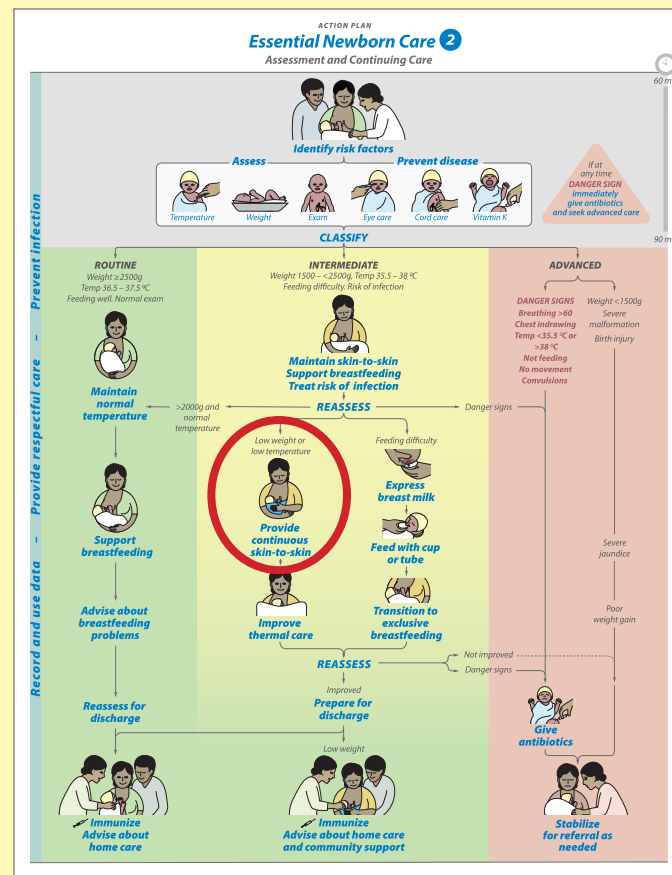 ACTION PLAN
Essential Newborn Care 2
Assessment and Continuing Care
60 m
Identify risk factors
Assess
Prevent disease
Temperature
Weight
Exam
Eye care
Cord care
Vitamin K
If at
any time
DANGER SIGN
immediately
give antibiotics
and seek advanced care
CLASSIFY
90 m
Record and use data – Provide respectful care – Prevent infection
ROUTINE
Weight ≥2500g
Temp 36.5 – 37.5 ºC
Feeding well. Normal exam
Maintain
normal
temperature
Support
breastfeeding
Advise about
breastfeeding
problems
Reassess for
discharge
Immunize
Advise about
home care
INTERMEDIATE
Weight 1500 – <2500g, Temp 35.5 – 38 ºC
Feeding difficulty. Risk of infection
Maintain skin-to-skin
Support breastfeeding
Treat risk of infection
REASSESS
>2000g and
normal
temperature
Danger signs
Low weight or
low temperature
Provide
continuous
skin-to-skin
Improve
thermal care
Feeding difficulty
Express
breast milk
Feed with cup
or tube
Transition to
exclusive
breastfeeding
REASSESS
Not improved
Danger signs
Improved
Prepare for
discharge
Low weight
Immunize
Advise about home care
and community support
ADVANCED
DANGER SIGNS
Breathing >60
Chest indrawing
Temp <35.5 ºC or
>38 ºC
Not feeding
No movement
Convulsions
Weight <1500g
Severe
malformation
Birth injury
Severe
jaundice
Poor
weight gain
Give
antibiotics
Stabilize
for referral as
needed